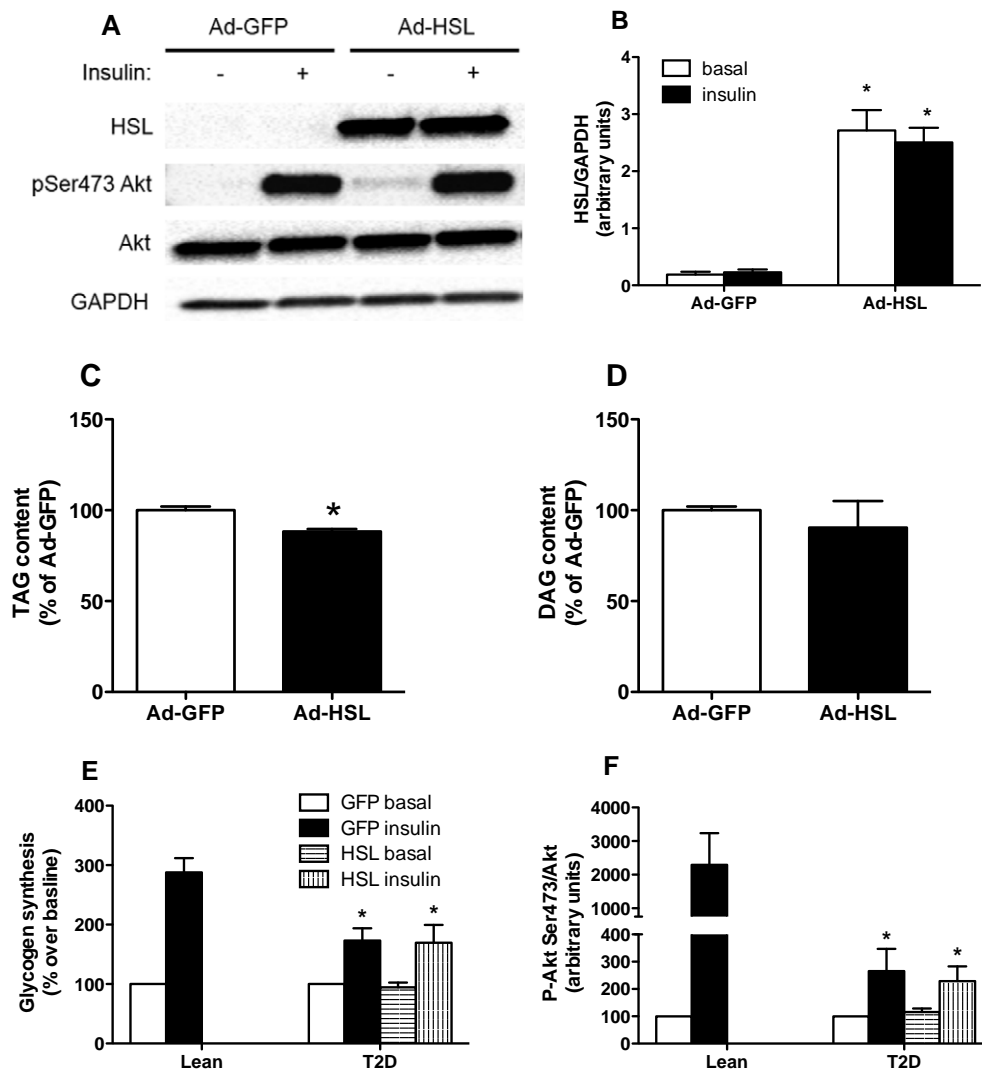 A
Ad-GFP Ad-HSL
Insulin: - + - +
HSL
pSer473 Akt
Akt
GAPDH
B
HSL/GAPDH
(arbitrary units)
4
3
2
1
0
basal
insulin
* *
Ad-GFP Ad-HSL
C
TAG content
(% of Ad-GFP)
150
100
50
0
*
Ad-GFP Ad-HSL
D
DAG content
(% of Ad-GFP)
150
100
50
0
Ad-GFP Ad-HSL
E
Glycogen synthesis
(% over basline)
400
300
200
100
0
GFP basal
GFP insulin
HSL basal
HSL insulin
* *
Lean T2D
F
P-Akt Ser473/Akt
(arbitrary units)
4000
3000
2000
1000
400
300
200
100
0
* *
Lean T2D